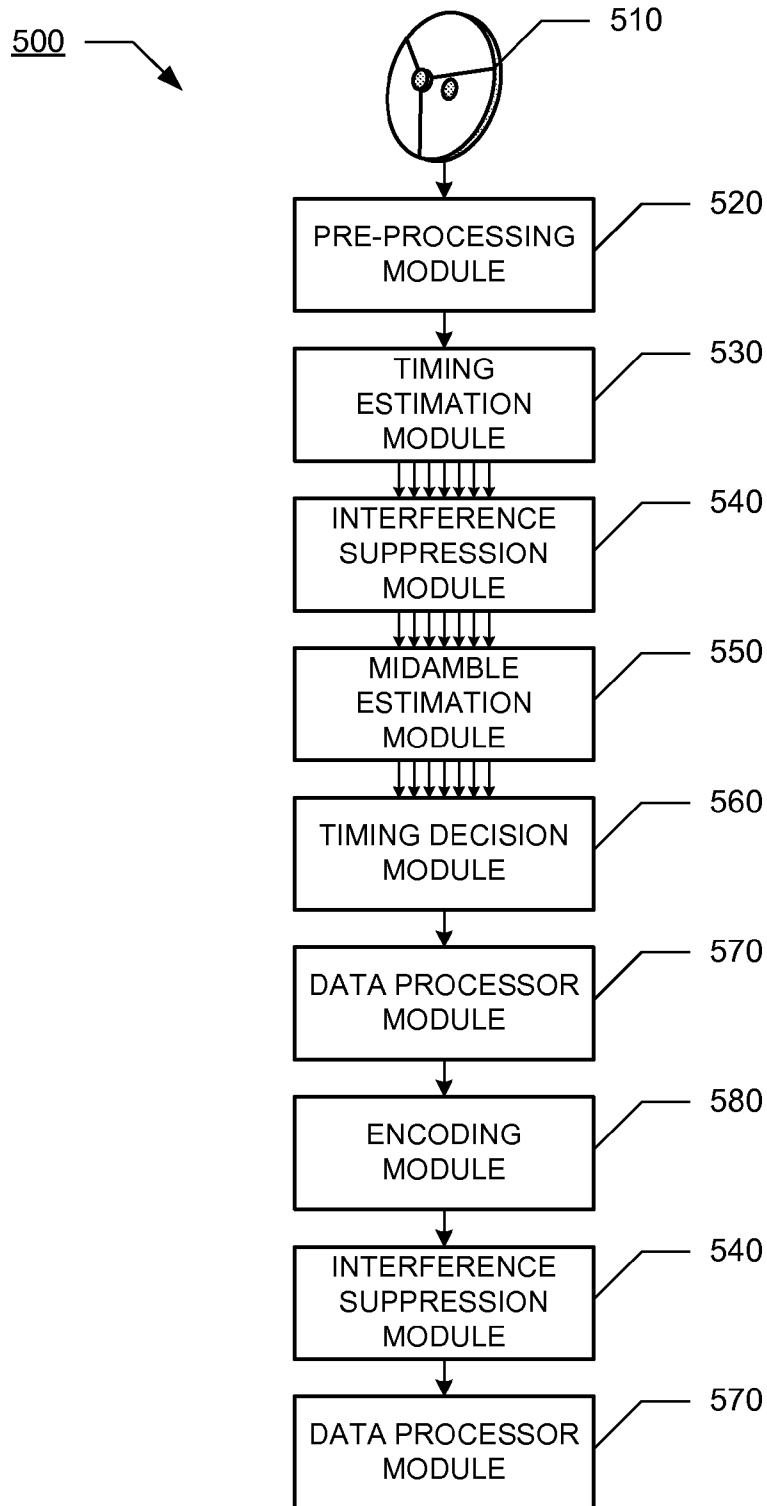 500
510
520
PRE-PROCESSING
MODULE
530
TIMING
ESTIMATION
MODULE
540
INTERFERENCE
SUPPRESSION
MODULE
550
MIDAMBLE
ESTIMATION
MODULE
560
TIMING DECISION
MODULE
570
DATA PROCESSOR
MODULE
580
ENCODING
MODULE
540
INTERFERENCE
SUPPRESSION
MODULE
570
DATA PROCESSOR
MODULE